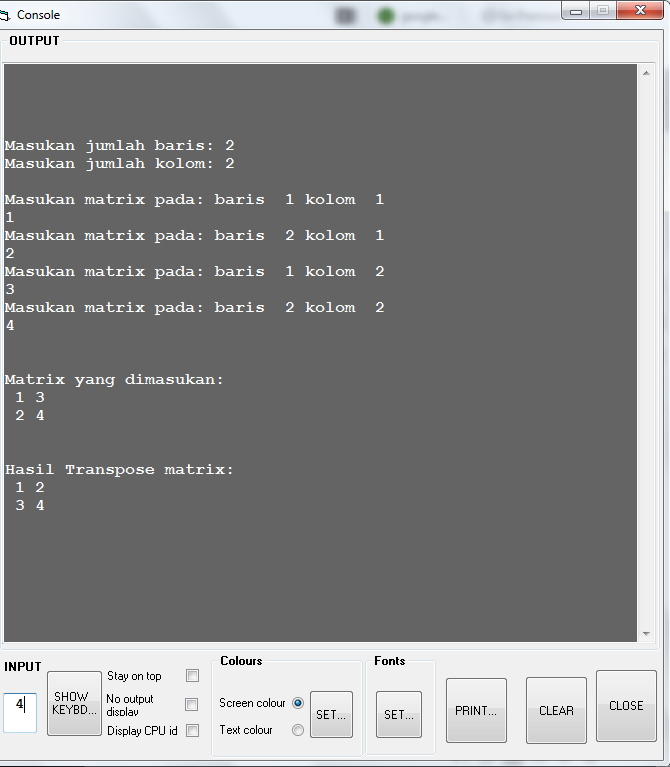 Console
OUTPUT
Masukan jumlah baris: 2
Masukan jumlah kolom: 2
Masukan matrix pada: baris  1 kolom  1
1
Masukan matrix pada: baris  2 kolom  1
2
Masukan matrix pada: baris  1 kolom  2
3
Masukan matrix pada: baris  2 kolom  2
4
Matrix yang dimasukan:
1 3
2 4
Hasil Transpose matrix:
1 2
3 4
INPUT
4
SHOW
KEYBD...
Stay on top
No output
display
Display CPU id
Colours
Screen colour
Text colour
SET...
Fonts
SET...
PRINT...
CLEAR
CLOSE